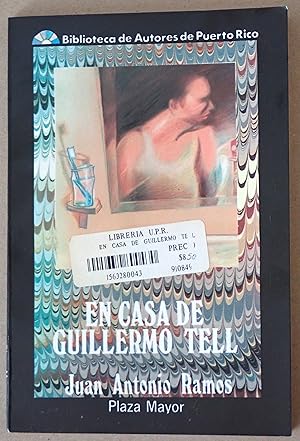 Biblioteca de Autores de Puerto Rico
LIBRERIA U.P.R.
EN CASA DE GUILLERMO TE L
PREC )
$8.50
1563280043
910849
EN CASA DE
GUILLERMO TELL
Juan Antonio Ramos
Plaza Mayor